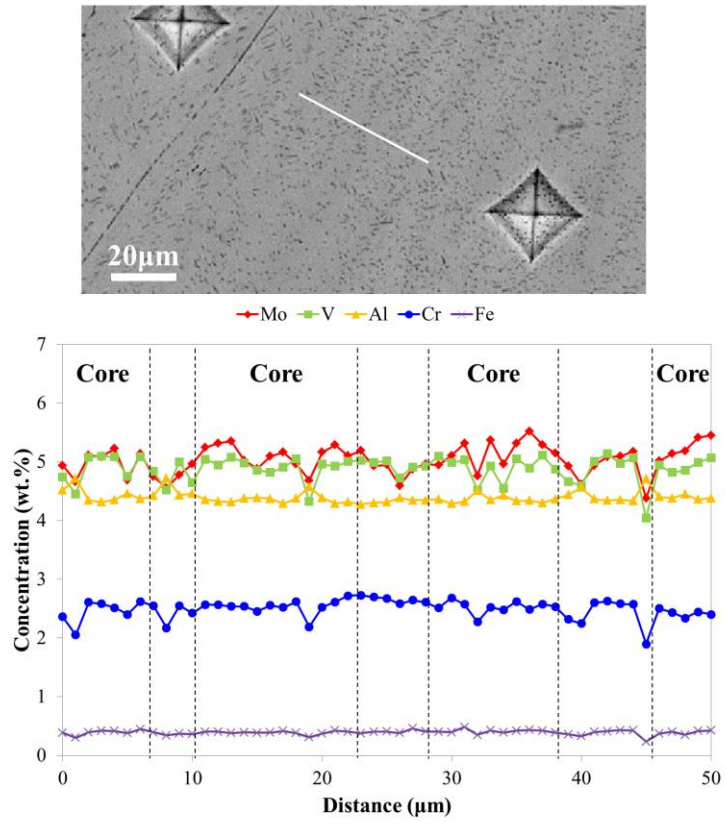 20μm
Mo V Al Cr Fe
7
6
5
4
3
2
1
0
Concentration (wt.%)
Core Core Core Core
0 10 20 30 40 50
Distance (μm)